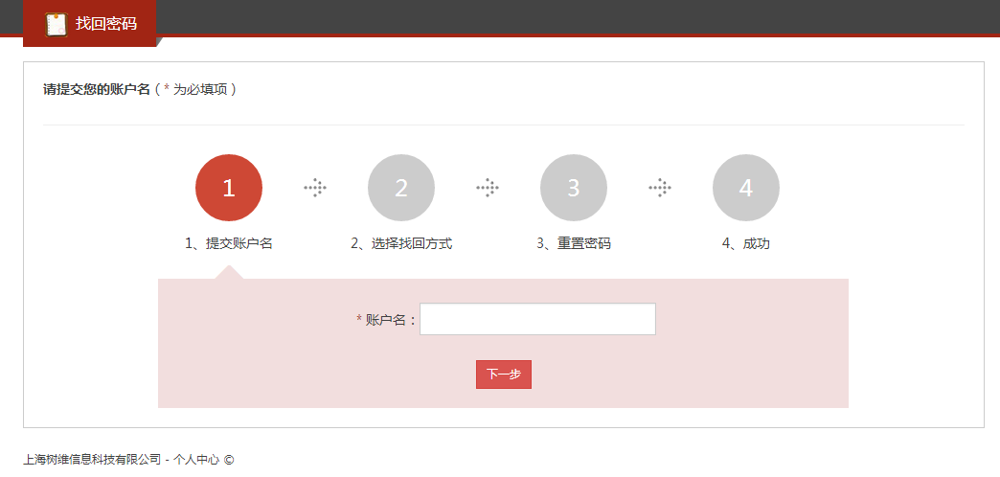 找回密码
请提交您的账户名（* 为必填项）
1 2 3 4
1、提交账户名 2、选择找回方式 3、重置密码 4、成功
* 账户名：
下一步
上海树维信息科技有限公司 - 个人中心 ©